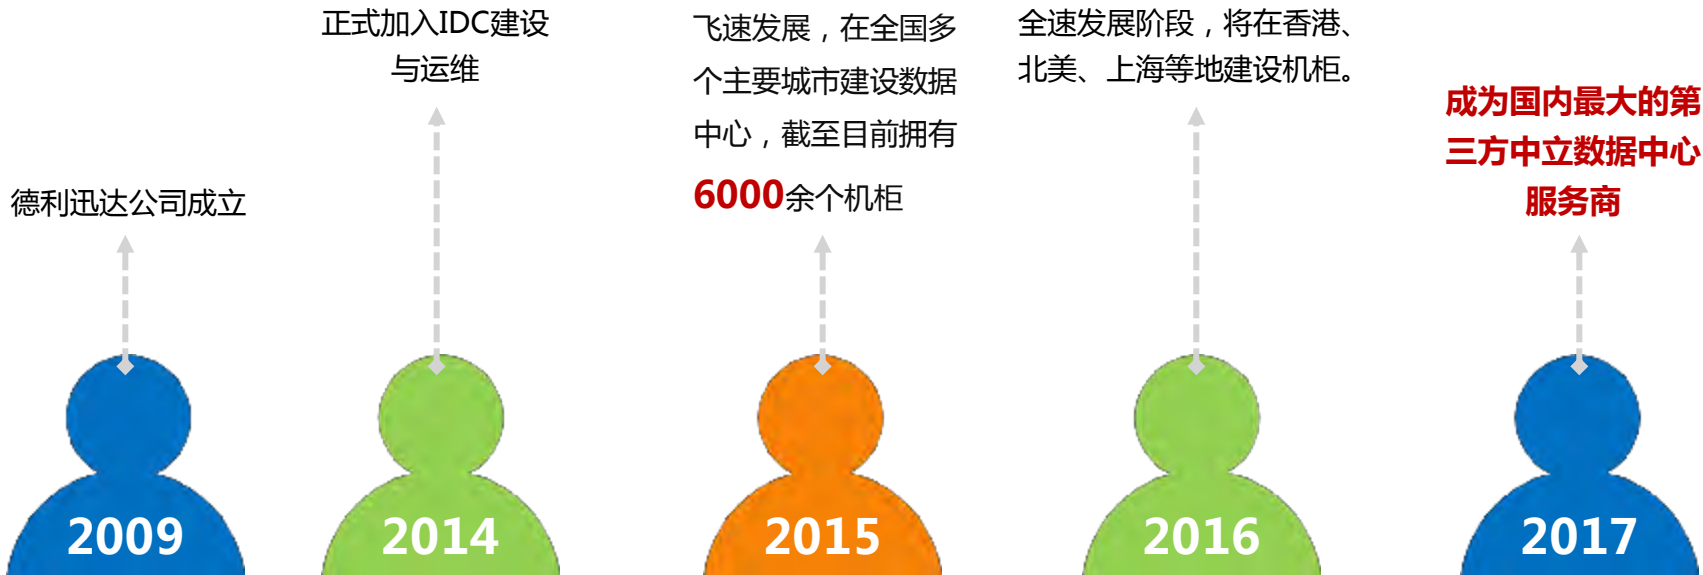 德利迅达公司成立
2009
正式加入IDC建设
与运维
2014
飞速发展，在全国多
个主要城市建设数据
中心，截至目前拥有
6000余个机柜
2015
全速发展阶段，将在香港、
北美、上海等地建设机柜。
2016
成为国内最大的第
三方中立数据中心
服务商
2017